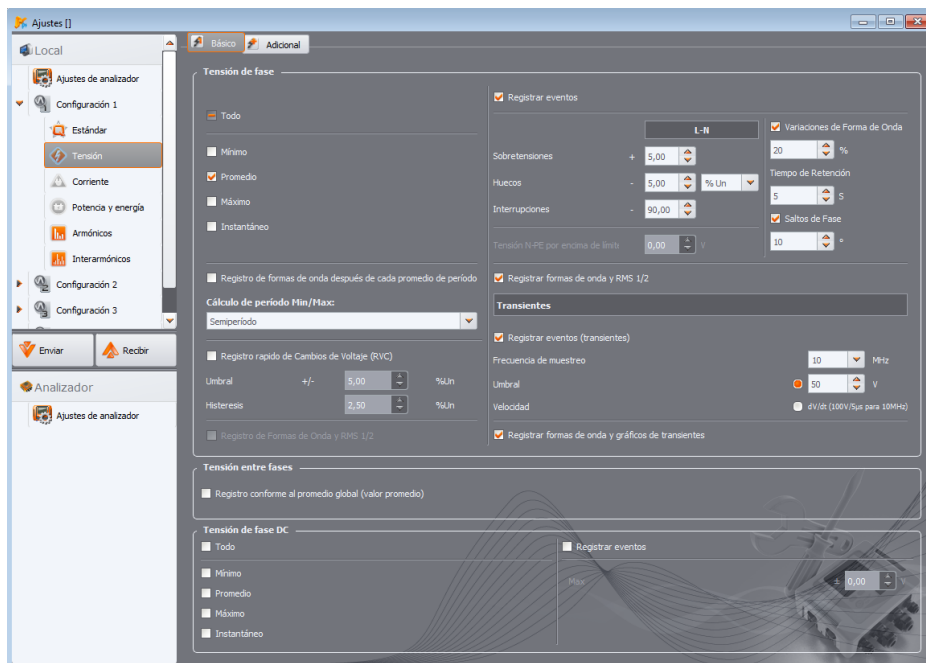 Ajustes []
Local
Ajustes de analizador
Configuración 1
Estándar
Tensión
Corriente
Potencia y energía
Armónicos
Interarmónicos
Configuración 2
Configuración 3
Enviar
Recibir
Analizador
Ajustes de analizador
Básico
Adicional
Tensión de fase
Todo
Mínimo
Promedio
Máximo
Instantáneo
Registro de formas de onda después de cada promedio de período
Cálculo de período Min/Max:
Semiperíodo
Registro rapido de Cambios de Voltaje (RVC)
Umbral +/- 5,00 %Un
Histeresis 2,50 %Un
Registro de Formas de Onda y RMS 1/2
Registrar eventos
L-N
Sobretensiones + 5,00
Huecos - 5,00 % Un
Interrupciones - 90,00
Tensión N-PE por encima de límite 0,00 V
Variaciones de Forma de Onda
20 %
Tiempo de Retención
5 S
Saltos de Fase
10 °
Registrar formas de onda y RMS 1/2
Transientes
Registrar eventos (transientes)
Frecuencia de muestreo 10 MHz
Umbral 50 V
Velocidad dV/dt (100V/5µs para 10MHz)
Registrar formas de onda y gráficos de transientes
Tensión entre fases
Registro conforme al promedio global (valor promedio)
Tensión de fase DC
Todo
Mínimo
Promedio
Máximo
Instantáneo
Registrar eventos
Max ± 0,00 V